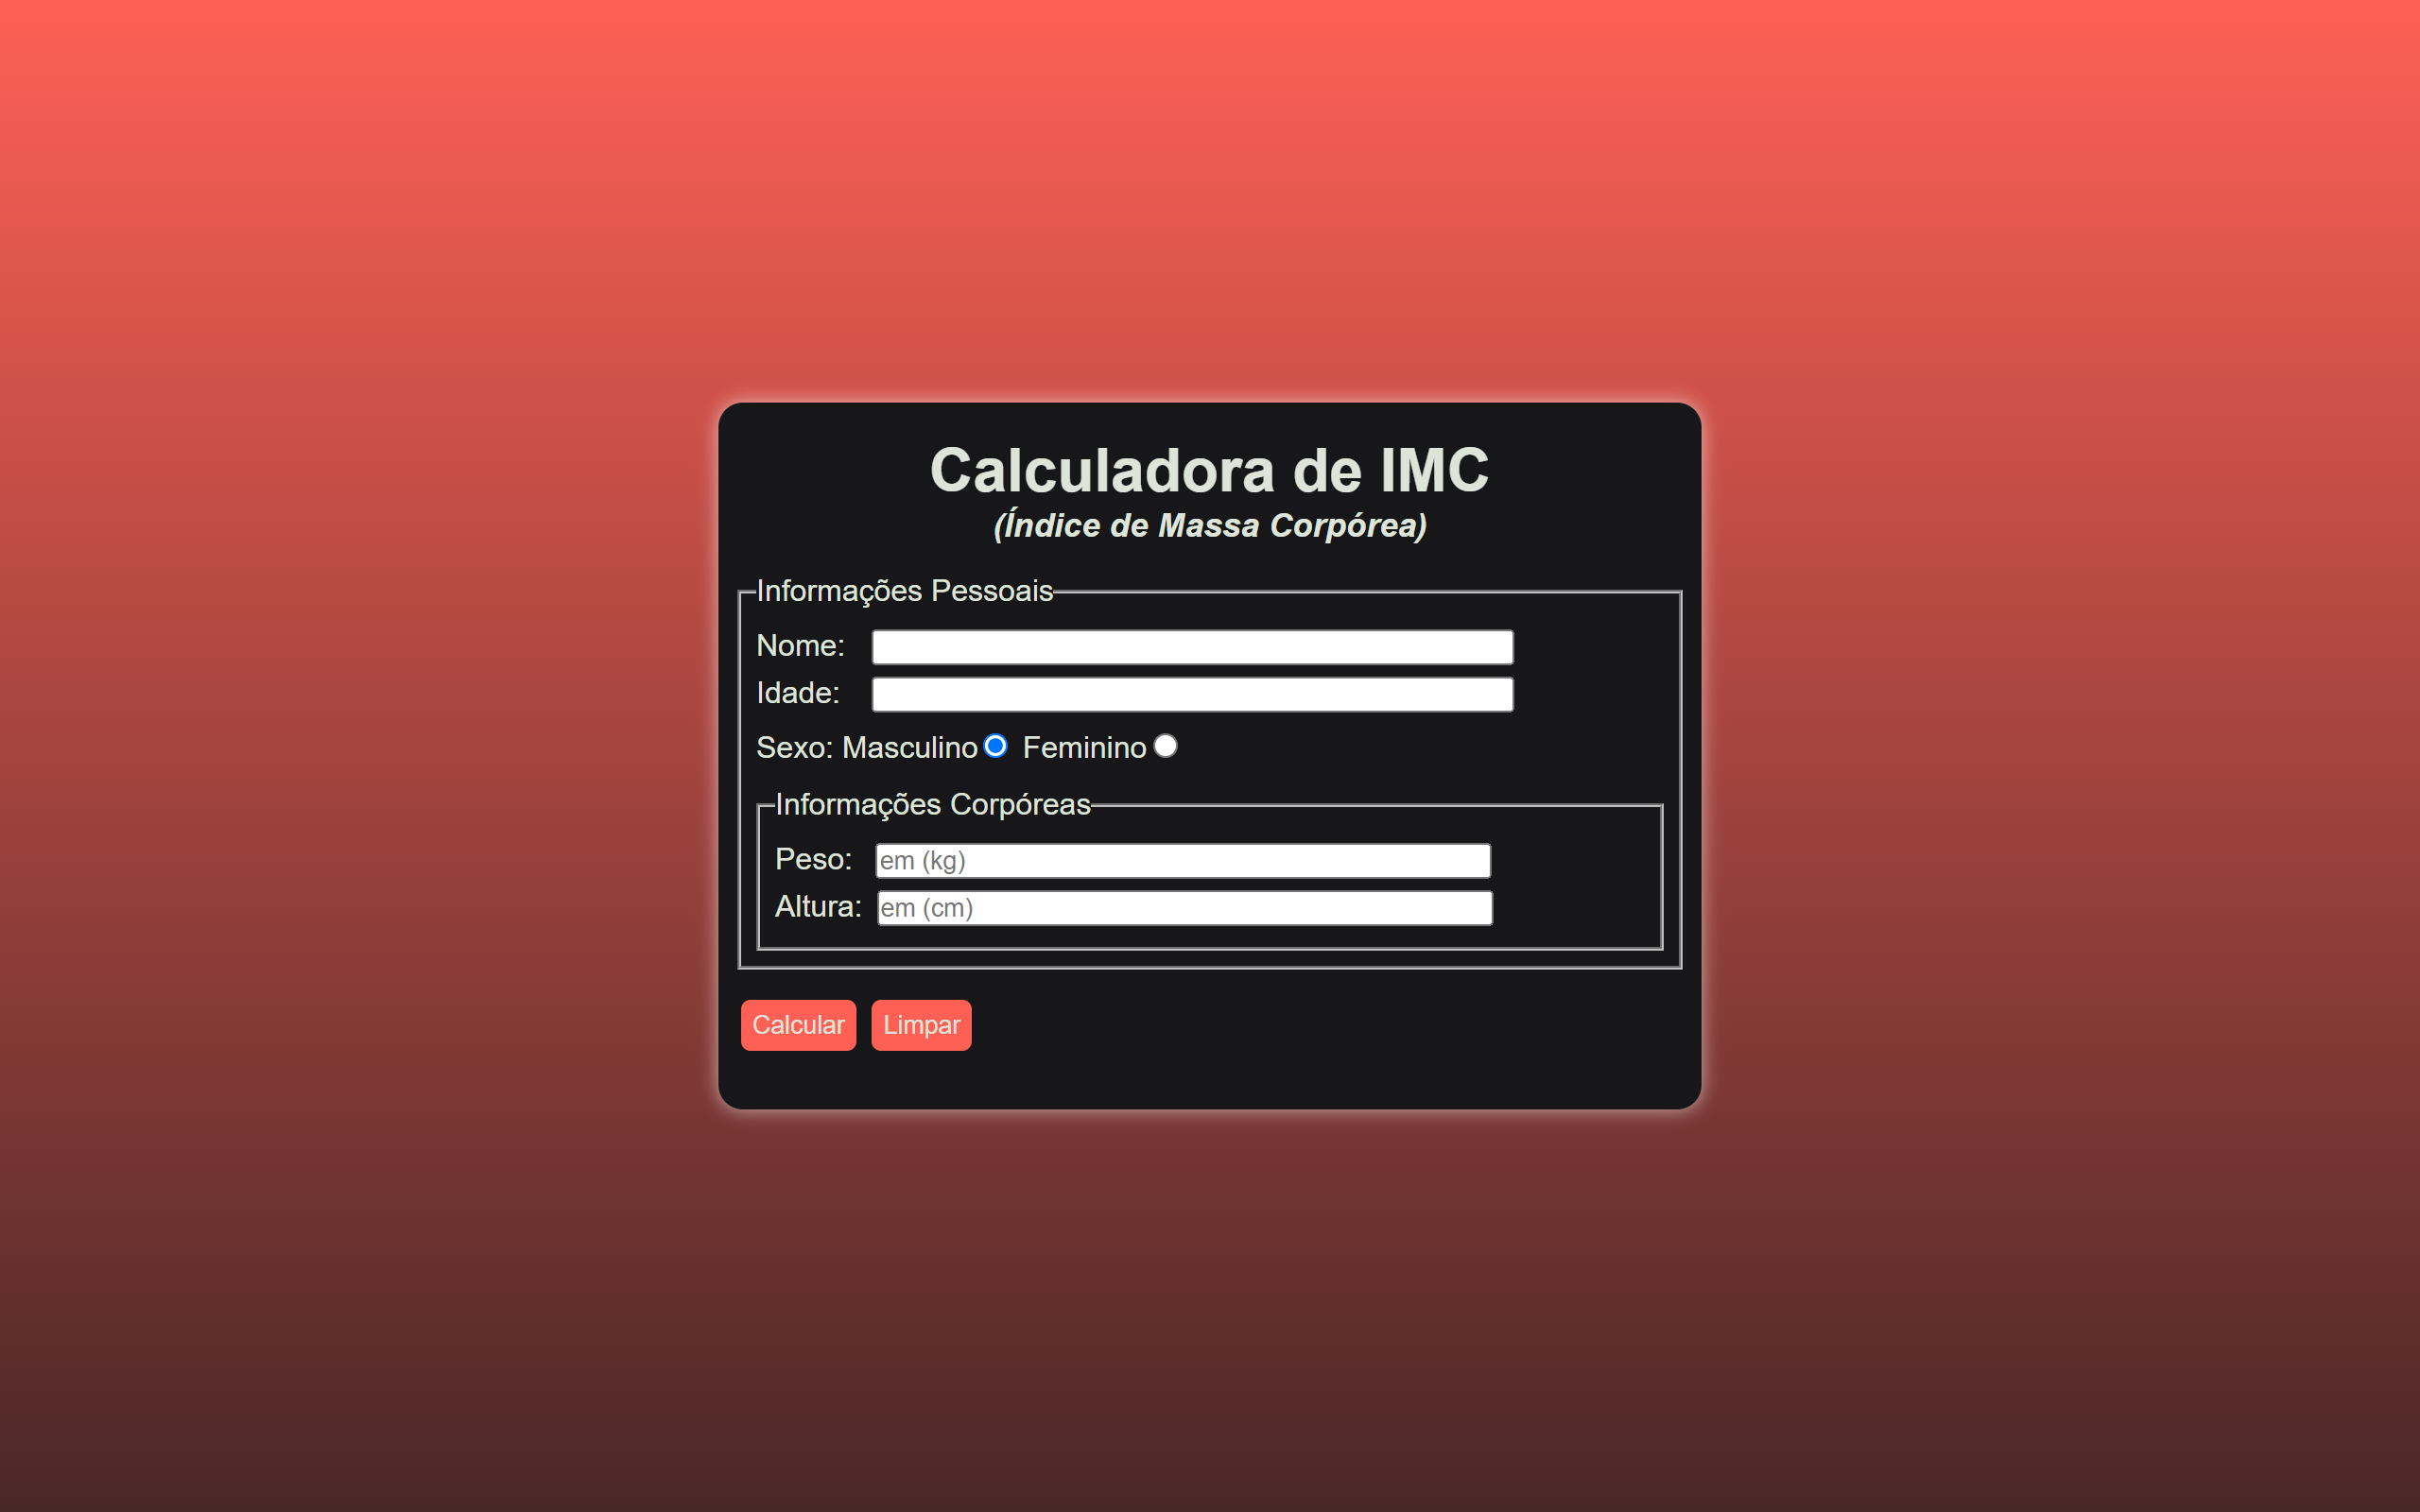 Calculadora de IMC
(Índice de Massa Corpórea)
Informações Pessoais
Nome:
Idade:
Sexo: Masculino Feminino
Informações Corpóreas
Peso: em (kg)
Altura: em (cm)
Calcular Limpar